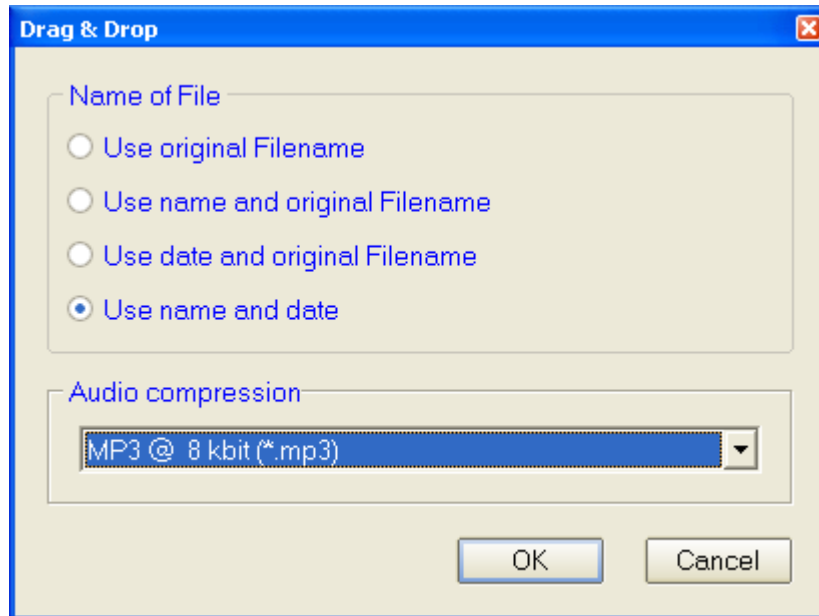 Drag & Drop
Name of File
Use original Filename
Use name and original Filename
Use date and original Filename
Use name and date
Audio compression
MP3 @  8 kbit (*.mp3)
OK
Cancel